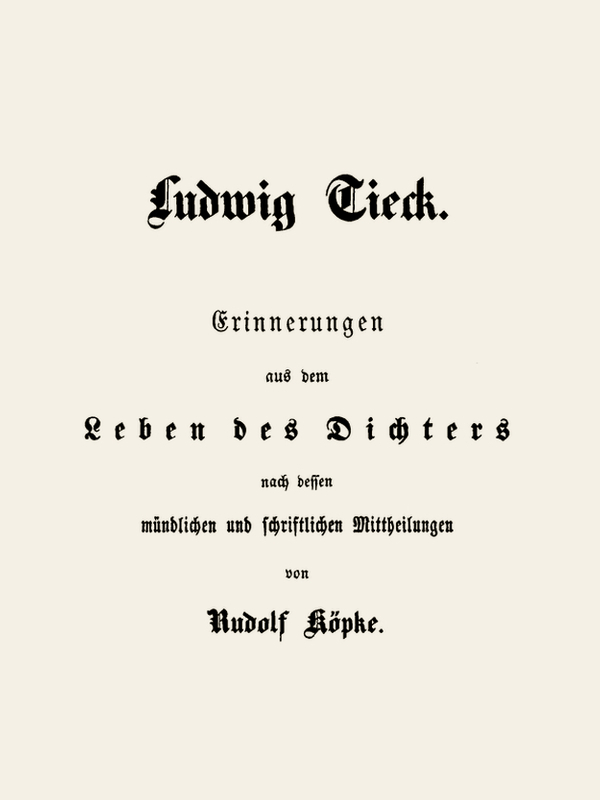 Ludwig Tieck.
Erinnerungen
aus dem
Leben des Dichters
nach dessen
mündlichen und schriftlichen Mittheilungen
von
Rudolf Köpke.